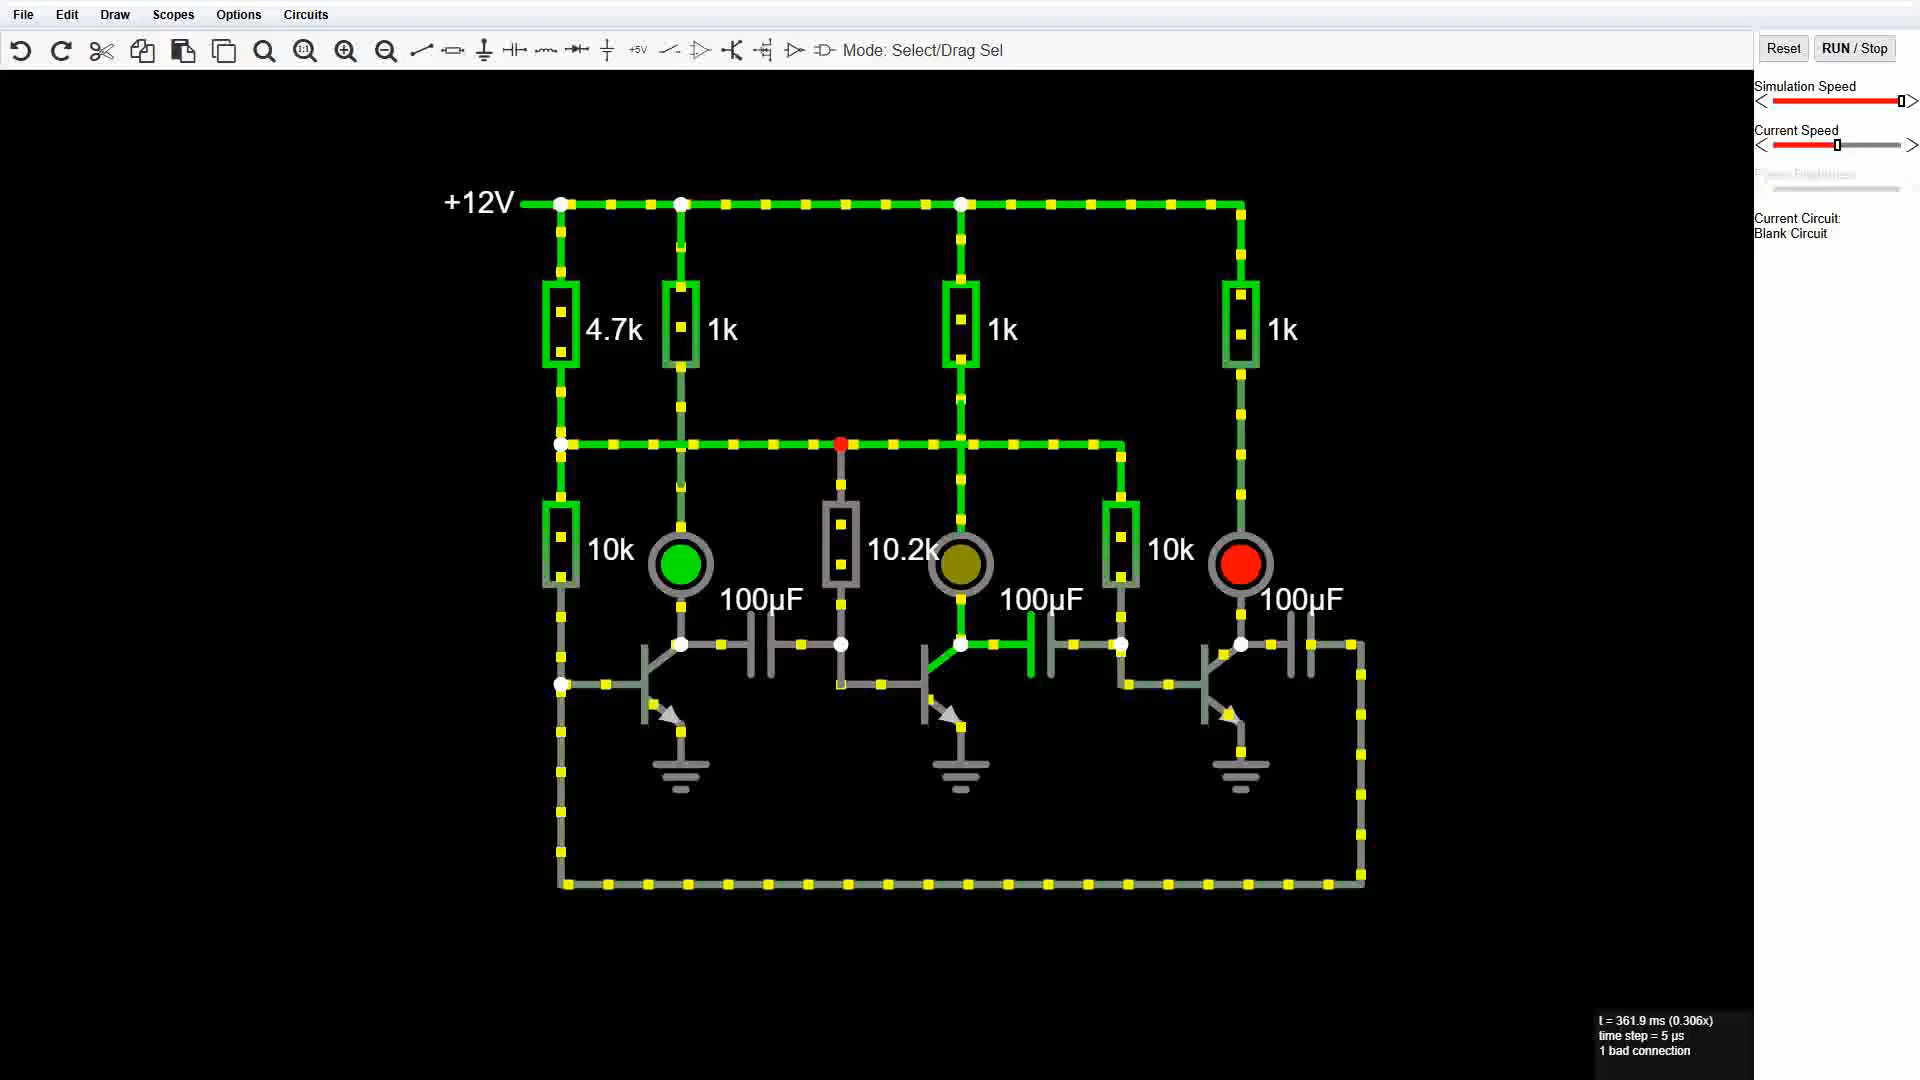 File Edit Draw Scopes Options Circuits
+5V Mode: Select/Drag Sel
Reset RUN / Stop
Simulation Speed
Current Speed
Power Brightness
Current Circuit:
Blank Circuit
+12V
4.7k 1k 1k 1k
10k 10.2k 10k
100µF 100µF 100µF
t = 361.9 ms (0.306x)
time step = 5 µs
1 bad connection